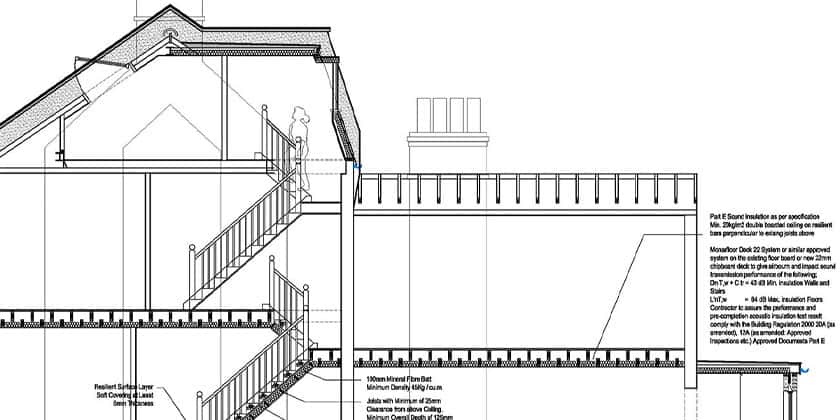 Part E Sound Insulation as per specification
Min. 29kg/m2 double boarded ceiling on resilient
bars perpendicular to exising joists above
Monarfloor Deck 22 System or similar approved
system on the existing floor board or new 22mm
chipboard deck to give airbourn and impact sound
transmission performance of the following;
Dn T,w + C tr = 43 dB Min. insulation Walls and
Stairs
L'nT,w = 64 dB Max. insulation Floors
Contractor to assure the performance and
pre-completion acoustic insulation test result
comply with the Building Regulation 2000 20A (as
amended), 12A (as amended: Approved
Inspectors etc.) Approved Documents Part E
Resilient Surface Layer
Soft Covering at Least
5mm Thickness
100mm Mineral Fibre Batt
Minimum Density 45Kg / cu.m
Joists with Minimum of 25mm
Clearance from above Ceiling.
Minimum Overall Depth of 125mm